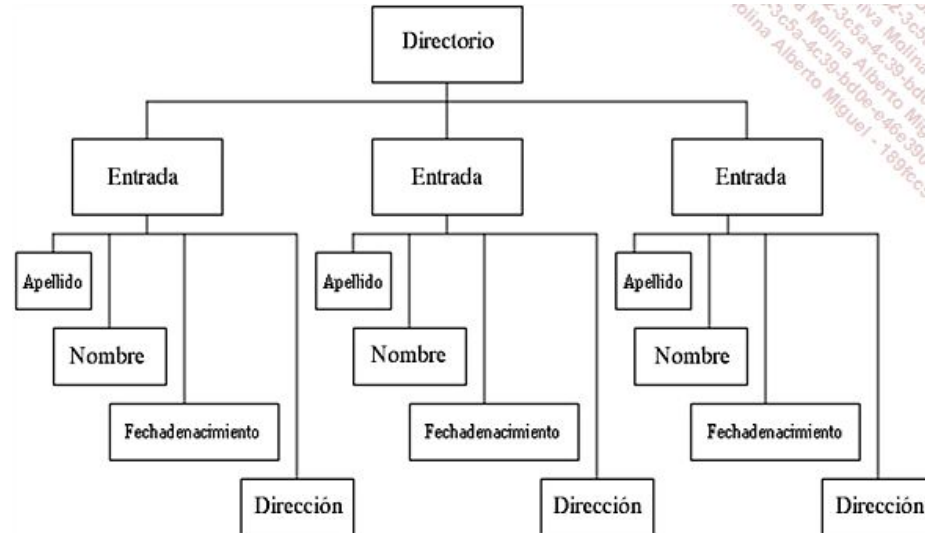 Directorio
Entrada
Entrada
Entrada
Apellido
Apellido
Apellido
Nombre
Nombre
Nombre
Fechadenacimiento
Fechadenacimiento
Fechadenacimiento
Dirección
Dirección
Dirección